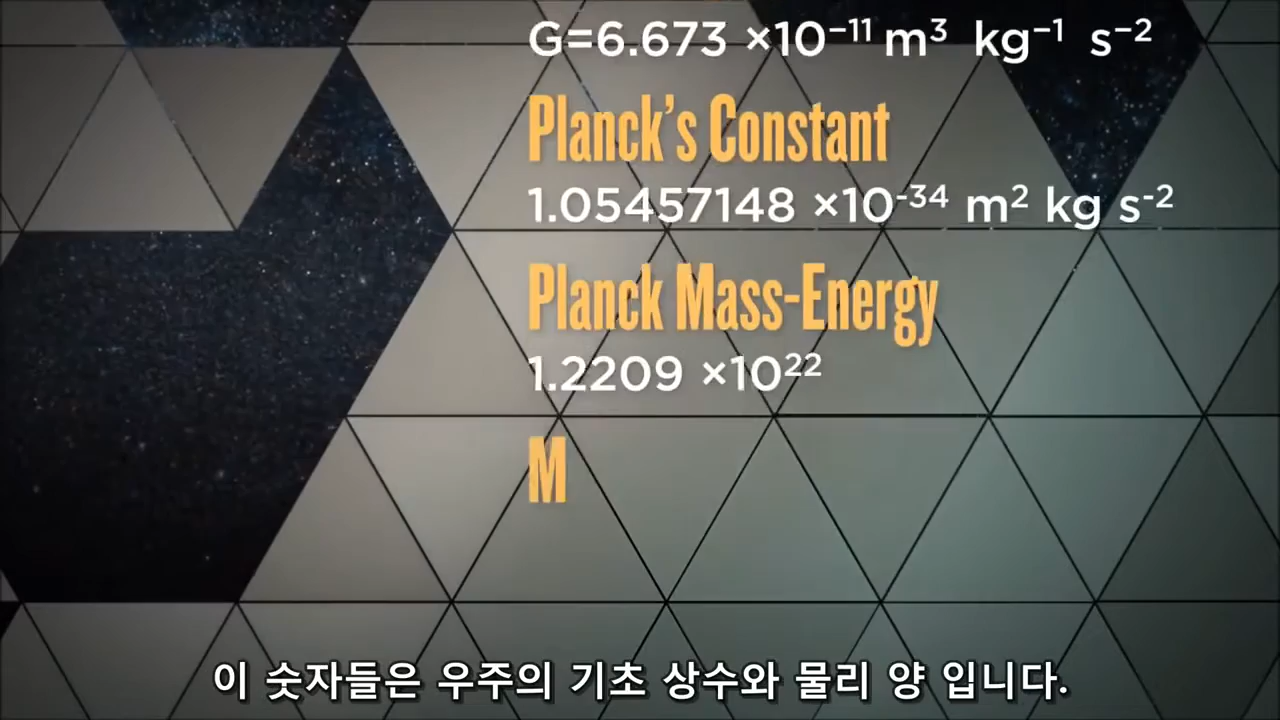 G=6.673 ×10⁻¹¹ m³ kg⁻¹ s⁻²
Planck's Constant
1.05457148 ×10⁻³⁴ m² kg s⁻²
Planck Mass-Energy
1.2209 ×10²²
M
이 숫자들은 우주의 기초 상수와 물리 양 입니다.